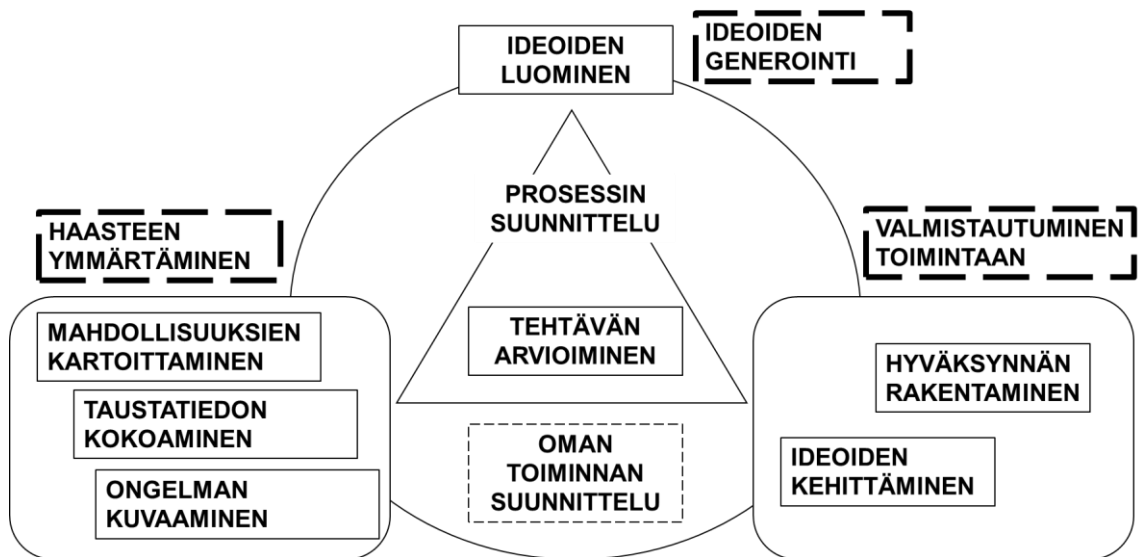 IDEOIDEN
LUOMINEN
IDEOIDEN
GENEROINTI
PROSESSIN
SUUNNITTELU
HAASTEEN
YMMÄRTÄMINEN
VALMISTAUTUMINEN
TOIMINTAAN
MAHDOLLISUUKSIEN
KARTOITTAMINEN
TAUSTATIEDON
KOKOAMINEN
ONGELMAN
KUVAAMINEN
TEHTÄVÄN
ARVIOIMINEN
OMAN
TOIMINNAN
SUUNNITTELU
HYVÄKSYNNÄN
RAKENTAMINEN
IDEOIDEN
KEHITTÄMINEN